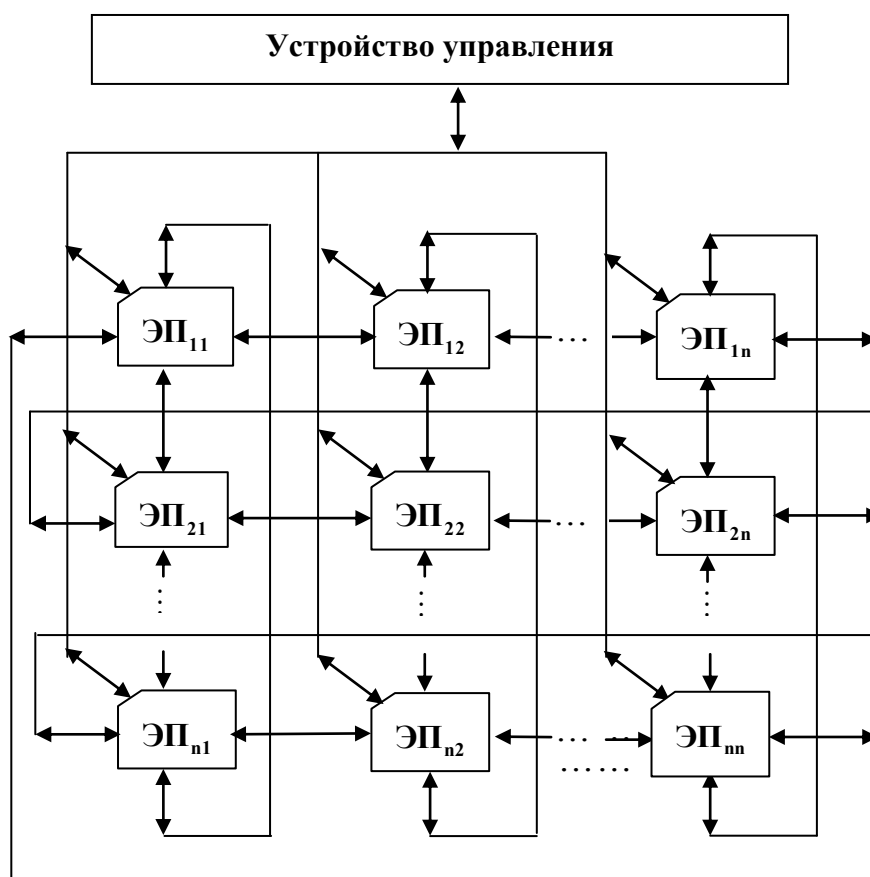 Устройство управления
ЭП11 ЭП12 ... ЭП1n
ЭП21 ЭП22 ... ЭП2n
... ... ...
ЭПn1 ЭПn2 ... .. ЭПnn
... ...